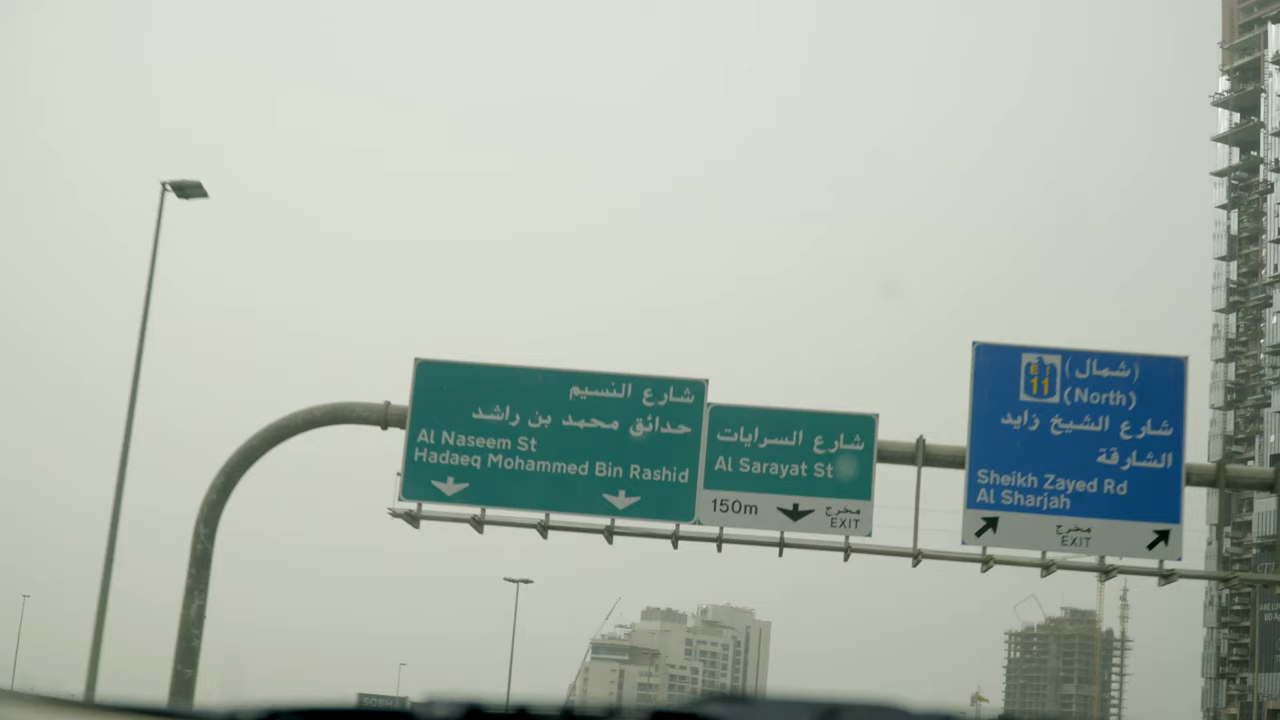 شارع النسيم
حدائق محمد بن راشد
Al Naseem St
Hadaeq Mohammed Bin Rashid
شارع السرايات
Al Sarayat St
150m
مخرج
EXIT
E
11
(شمال)
(North)
شارع الشيخ زايد
الشارقة
Sheikh Zayed Rd
Al Sharjah
مخرج
EXIT
SOBHA